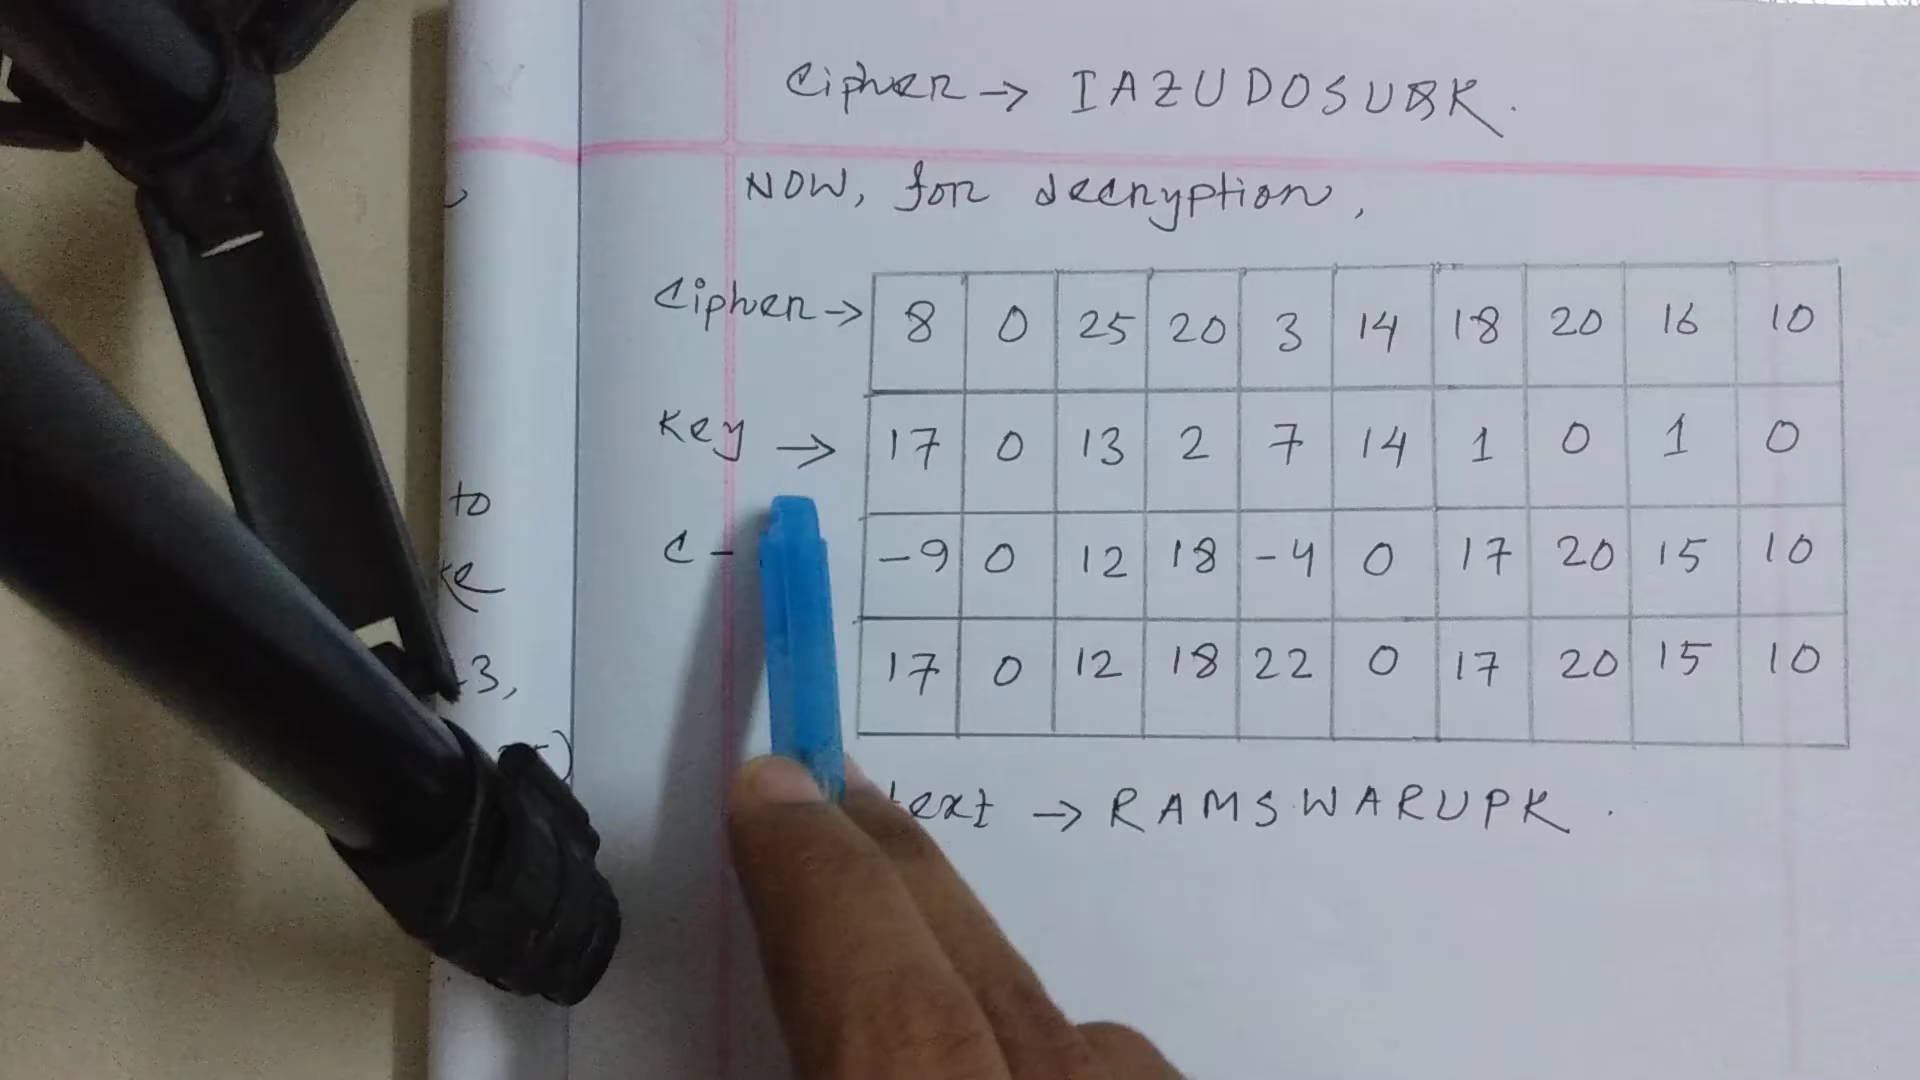 Cipher → IAZUDOSUQK.
NOW, for decryption,
Cipher → 8 0 25 20 3 14 18 20 16 10
Key → 17 0 13 2 7 14 1 0 1 0
C - -9 0 12 18 -4 0 17 20 15 10
17 0 12 18 22 0 17 20 15 10
text → RAMSWARUPK.
to
ke
3,
)